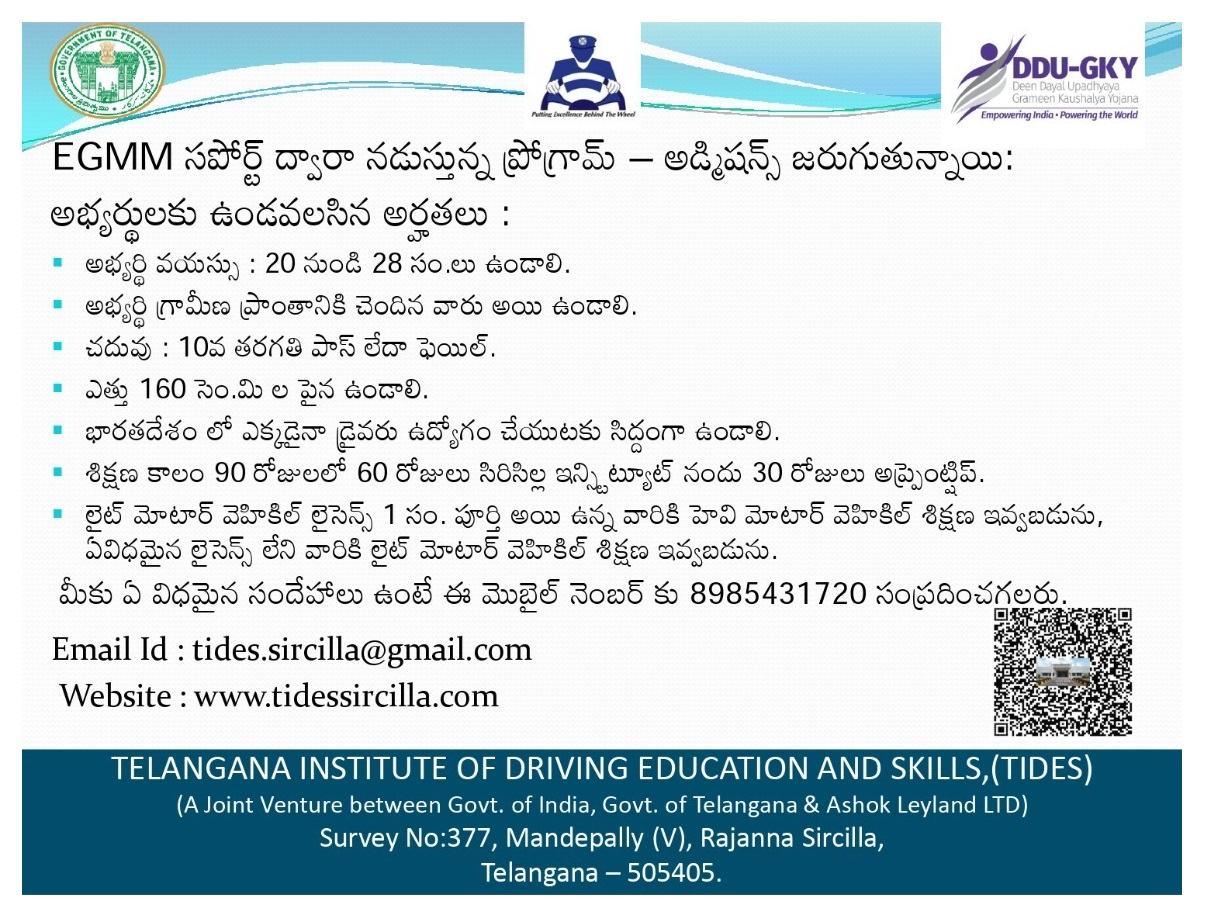 GOVERNMENT OF TELANGANA
Putting Excellence Behind The Wheel
DDU-GKY
Deen Dayal Upadhyaya
Grameen Kaushalya Yojana
Empowering India • Powering the World
EGMM సపోర్ట్ ద్వారా నడుస్తున్న ప్రోగ్రామ్ – అడ్మిషన్స్ జరుగుతున్నాయి:
అభ్యర్థులకు ఉండవలసిన అర్హతలు :
▪ అభ్యర్థి వయస్సు : 20 నుండి 28 సం.లు ఉండాలి.
▪ అభ్యర్థి గ్రామీణ ప్రాంతానికి చెందిన వారు అయి ఉండాలి.
▪ చదువు : 10వ తరగతి పాస్ లేదా ఫెయిల్.
▪ ఎత్తు 160 సెం.మి ల పైన ఉండాలి.
▪ భారతదేశం లో ఎక్కడైనా డ్రైవరు ఉద్యోగం చేయుటకు సిద్దంగా ఉండాలి.
▪ శిక్షణ కాలం 90 రోజులలో 60 రోజులు సిరిసిల్ల ఇన్స్టిట్యూట్ నందు 30 రోజులు అప్రెంట్షిప్.
▪ లైట్ మోటార్ వెహికిల్ లైసెన్స్ 1 సం. పూర్తి అయి ఉన్న వారికి హెవి మోటార్ వెహికిల్ శిక్షణ ఇవ్వబడును,
ఏవిధమైన లైసెన్స్ లేని వారికి లైట్ మోటార్ వెహికిల్ శిక్షణ ఇవ్వబడును.
మీకు ఏ విధమైన సందేహాలు ఉంటే ఈ మొబైల్ నెంబర్ కు 8985431720 సంప్రదించగలరు.
Email Id : tides.sircilla@gmail.com
Website : www.tidessircilla.com
TELANGANA INSTITUTE OF DRIVING EDUCATION AND SKILLS,(TIDES)
(A Joint Venture between Govt. of India, Govt. of Telangana & Ashok Leyland LTD)
Survey No:377, Mandepally (V), Rajanna Sircilla,
Telangana – 505405.